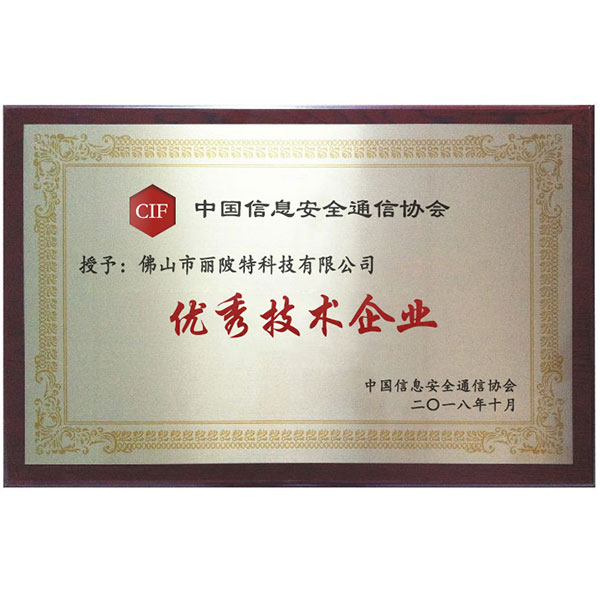 CIF 中国信息安全通信协会
授予：佛山市丽陂特科技有限公司
优秀技术企业
中国信息安全通信协会
二〇一八年十月